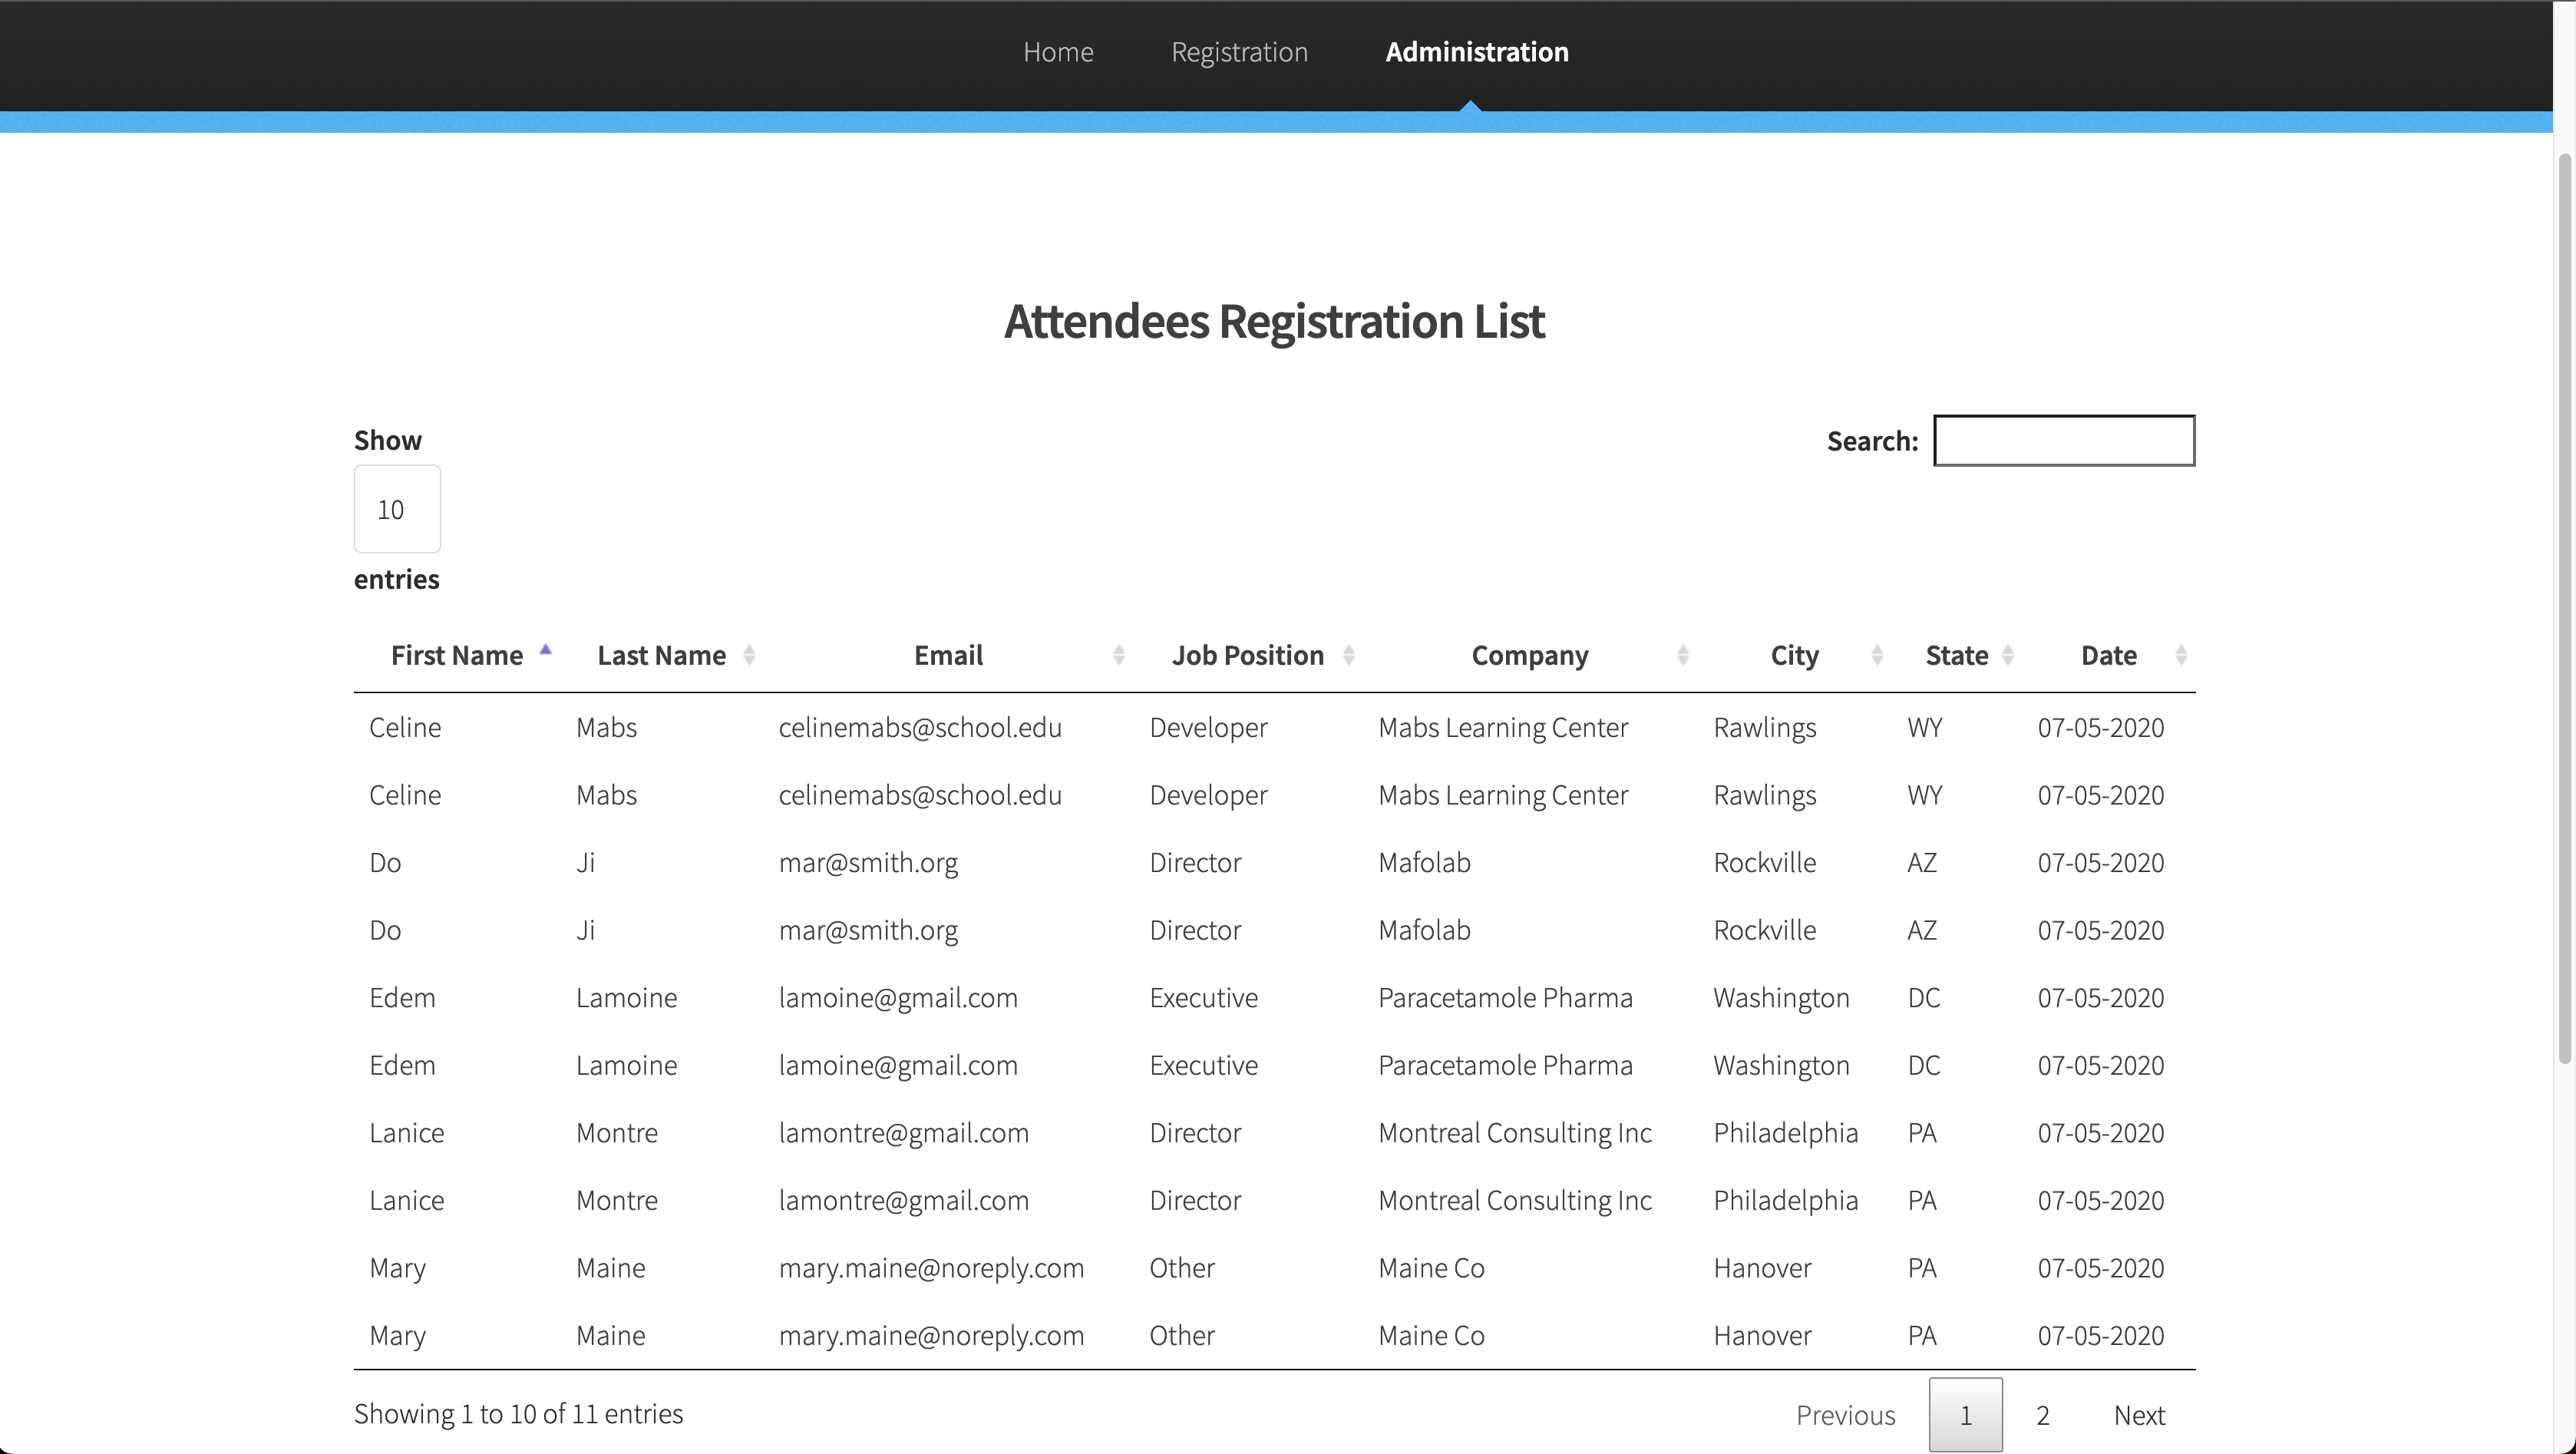 Home Registration Administration
Attendees Registration List
Show
10
entries
Search:
First Name Last Name Email Job Position Company City State Date
Celine Mabs celinemabs@school.edu Developer Mabs Learning Center Rawlings WY 07-05-2020
Celine Mabs celinemabs@school.edu Developer Mabs Learning Center Rawlings WY 07-05-2020
Do Ji mar@smith.org Director Mafolab Rockville AZ 07-05-2020
Do Ji mar@smith.org Director Mafolab Rockville AZ 07-05-2020
Edem Lamoine lamoine@gmail.com Executive Paracetamole Pharma Washington DC 07-05-2020
Edem Lamoine lamoine@gmail.com Executive Paracetamole Pharma Washington DC 07-05-2020
Lanice Montre lamontre@gmail.com Director Montreal Consulting Inc Philadelphia PA 07-05-2020
Lanice Montre lamontre@gmail.com Director Montreal Consulting Inc Philadelphia PA 07-05-2020
Mary Maine mary.maine@noreply.com Other Maine Co Hanover PA 07-05-2020
Mary Maine mary.maine@noreply.com Other Maine Co Hanover PA 07-05-2020
Showing 1 to 10 of 11 entries
Previous 1 2 Next